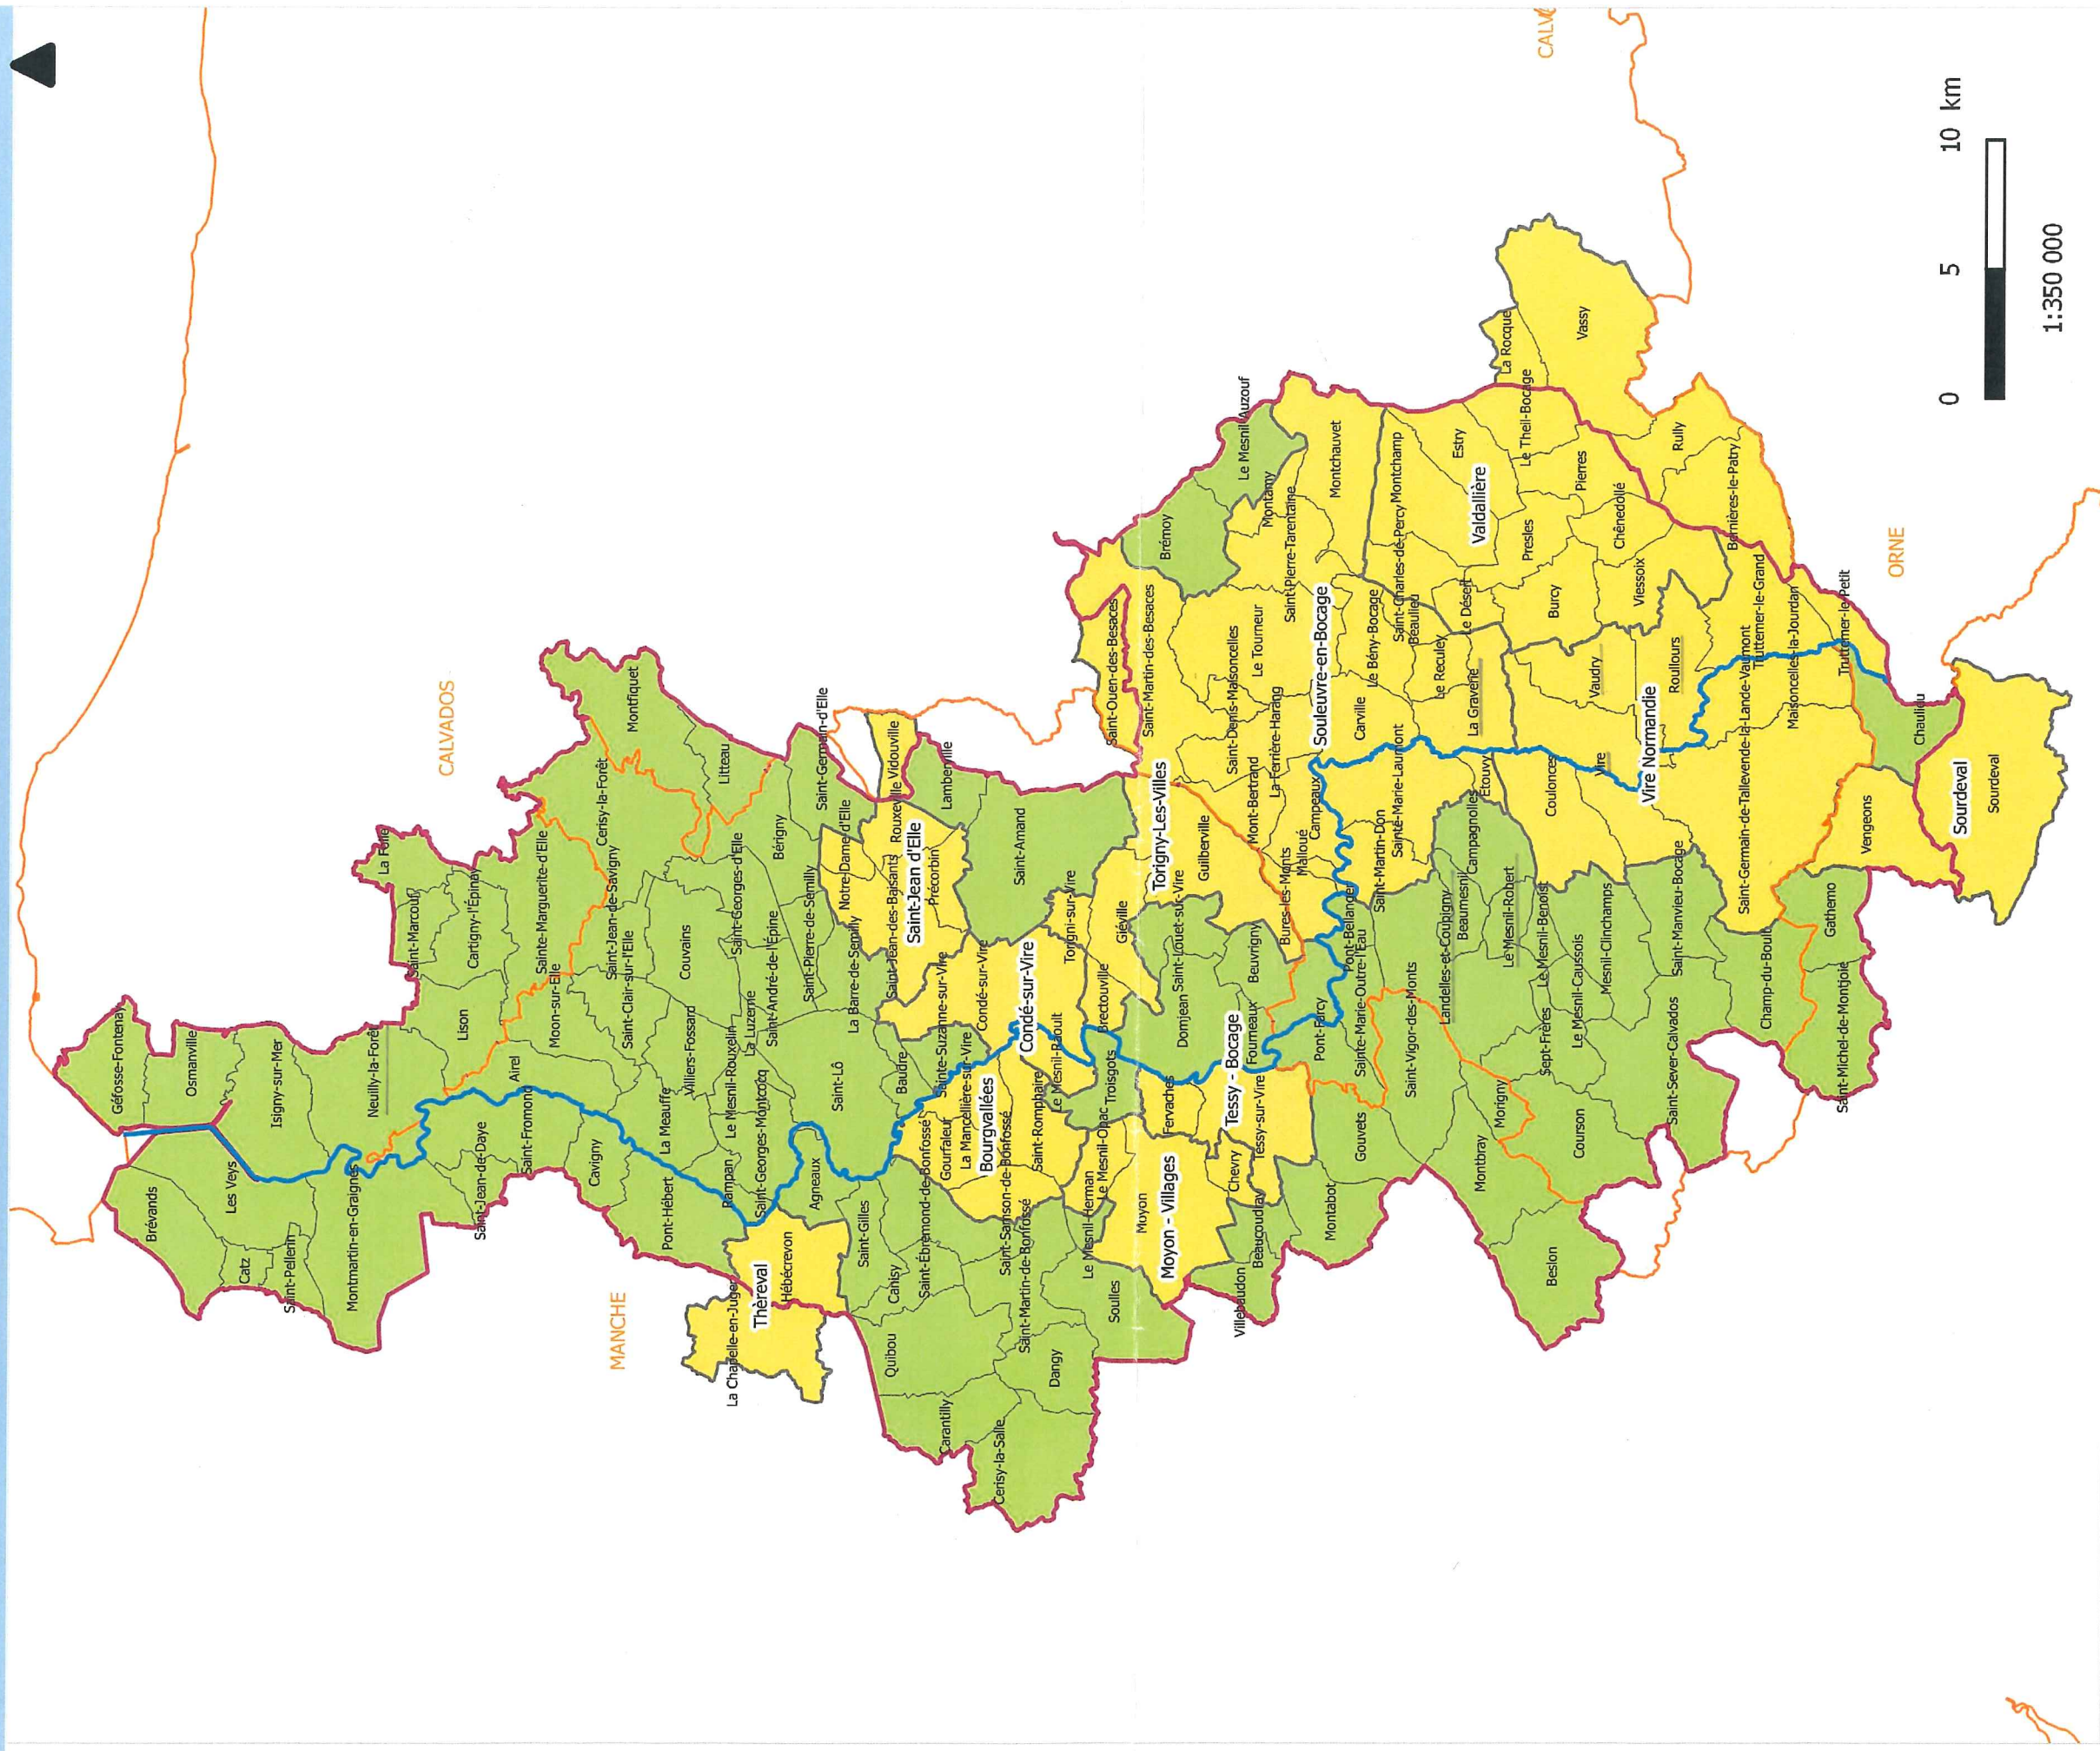 Géfosse-Fontenay
Osmanville
Brévands
Les Veys
Isigny-sur-Mer
Catz
Saint-Pellerin
Neuilly-la-Forêt
Montmartin-en-Graignes
La Folie
Saint-Marcouf
Cartigny-l'Épinay
CALVADOS
Lison
Saint-Jean-de-Daye
Airel
Sainte-Marguerite-d'Elle
Saint-Fromond
Moon-sur-Elle
Cerisy-la-Forêt
Cavigny
Saint-Jean-de-Savigny
Saint-Clair-sur-l'Elle
MANCHE
Montfiquet
La Meauffe
Pont-Hébert
Couvains
Villiers-Fossard
Litteau
Le Mesnil-Rouxelin
Rampan
La Luzerne
Saint-Georges-d'Elle
La Chapelle-en-Juger
Saint-Georges-Montcocq
Thèreval
Saint-André-de-l'Épine
Bérigny
Hébécrevon
Saint-Pierre-de-Semilly
Agneaux
Saint-Germain-d'Elle
Saint-Lô
Notre-Dame-d'Elle
La Barre-de-Semilly
Saint-Gilles
Saint-Jean-des-Baisants
Rouxeville
Vidouville
Quibou
Canisy
Baudre
Saint-Jean d'Elle
Précorbin
Saint-Ébremond-de-Bonfossé
Sainte-Suzanne-sur-Vire
Gourfaleur
Lamberville
Carantilly
La Mancellière-sur-Vire
Condé-sur-Vire
Bourgvallées
Saint-Samson-de-Bonfossé
Cerisy-la-Salle
Saint-Amand
Condé-sur-Vire
Saint-Martin-de-Bonfossé
Saint-Romphaire
Le Mesnil-Raoult
Torigni-sur-Vire
Dangy
Le Mesnil-Herman
Le Mesnil-Opac
Troisgots
Brectouville
Soulles
Giéville
Saint-Ouen-des-Besaces
Moyon
Saint-Martin-des-Besaces
Torigny-Les-Villes
Moyon - Villages
Fervaches
Domjean
Saint-Louet-sur-Vire
Brémoy
Guilberville
Tessy - Bocage
Chevry
Villebaudon
Beaucoudray
Tessy-sur-Vire
Fourneaux
Beuvrigny
Mont-Bertrand
Saint-Denis-Maisoncelles
Le Tourneur
Le Mesnil-Auzouf
Montamy
La-Ferrière-Harang
Saint-Pierre-Tarentaine
Bures-les-Monts
Malloué
Campeaux
Souleuvre-en-Bocage
Montabot
Pont-Farcy
Pont-Bellanger
Montchauvet
Gouvets
Sainte-Marie-Outre-l'Eau
Carville
Le Bény-Bocage
Saint-Martin-Don
Sainte-Marie-Laumont
Saint-Charles-de-Percy
Montchamp
Beaulieu
Saint-Vigor-des-Monts
Landelles-et-Coupigny
Le Reculey
Beaumesnil
Campagnolles
Étouvy
La Graverie
Le Désert
Estry
Valdallière
Montbray
Morigny
Le Mesnil-Robert
Le Theil-Bocage
La Rocque
Presles
Sept-Frères
Le Mesnil-Benoist
Beslon
Coulonces
Burcy
Courson
Le Mesnil-Caussois
Mesnil-Clinchamps
Vire
Vaudry
Pierres
Vassy
Viessoix
Chênedollé
Vire Normandie
Roullours
Saint-Sever-Calvados
Saint-Manvieu-Bocage
Rully
Bernières-le-Patry
Saint-Germain-de-Tallevende-la-Lande-Vaumont
Truttemer-le-Grand
Champ-du-Boult
Maisoncelles-la-Jourdan
Truttemer-le-Petit
Saint-Michel-de-Montjoie
Gathemo
Vengeons
ORNE
Chaulieu
Sourdeval
Sourdeval
CALV
0 5 10 km
1:350 000